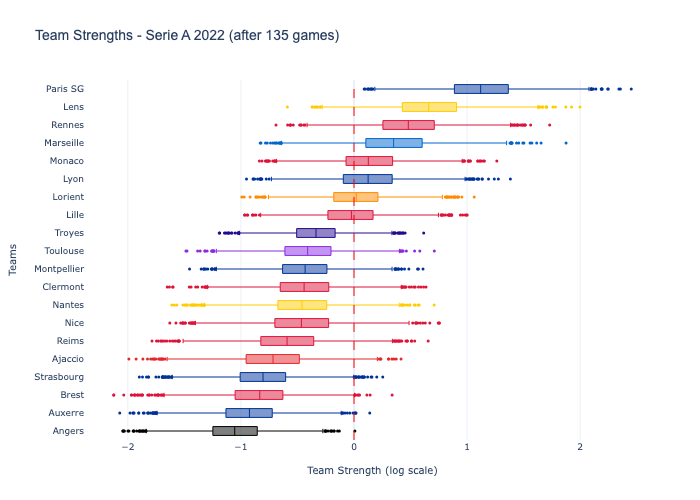 Team Strengths - Serie A 2022 (after 135 games)
Paris SG
Lens
Rennes
Marseille
Monaco
Lyon
Lorient
Lille
Troyes
Toulouse
Montpellier
Clermont
Nantes
Nice
Reims
Ajaccio
Strasbourg
Brest
Auxerre
Angers
Teams
−2 −1 0 1 2
Team Strength (log scale)